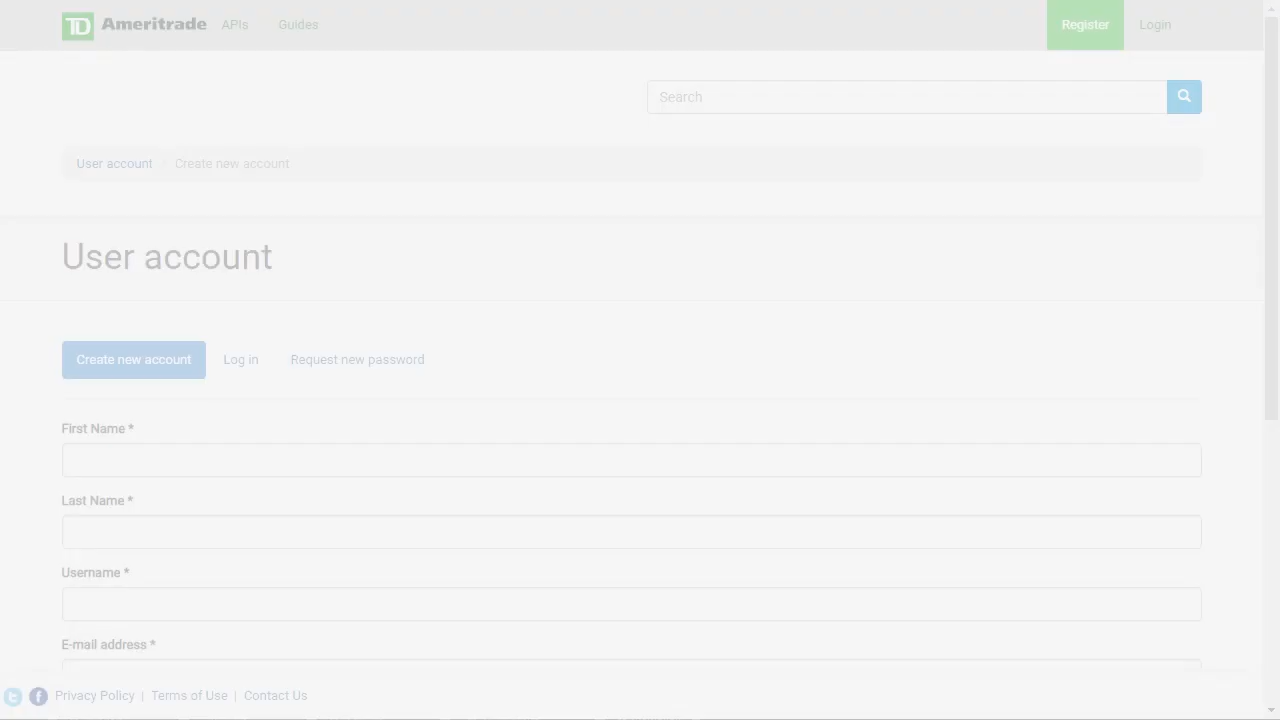 TD Ameritrade APIs Guides Register Login
Search
User account / Create new account
User account
Create new account Log in Request new password
First Name *
Last Name *
Username *
E-mail address *
Privacy Policy | Terms of Use | Contact Us